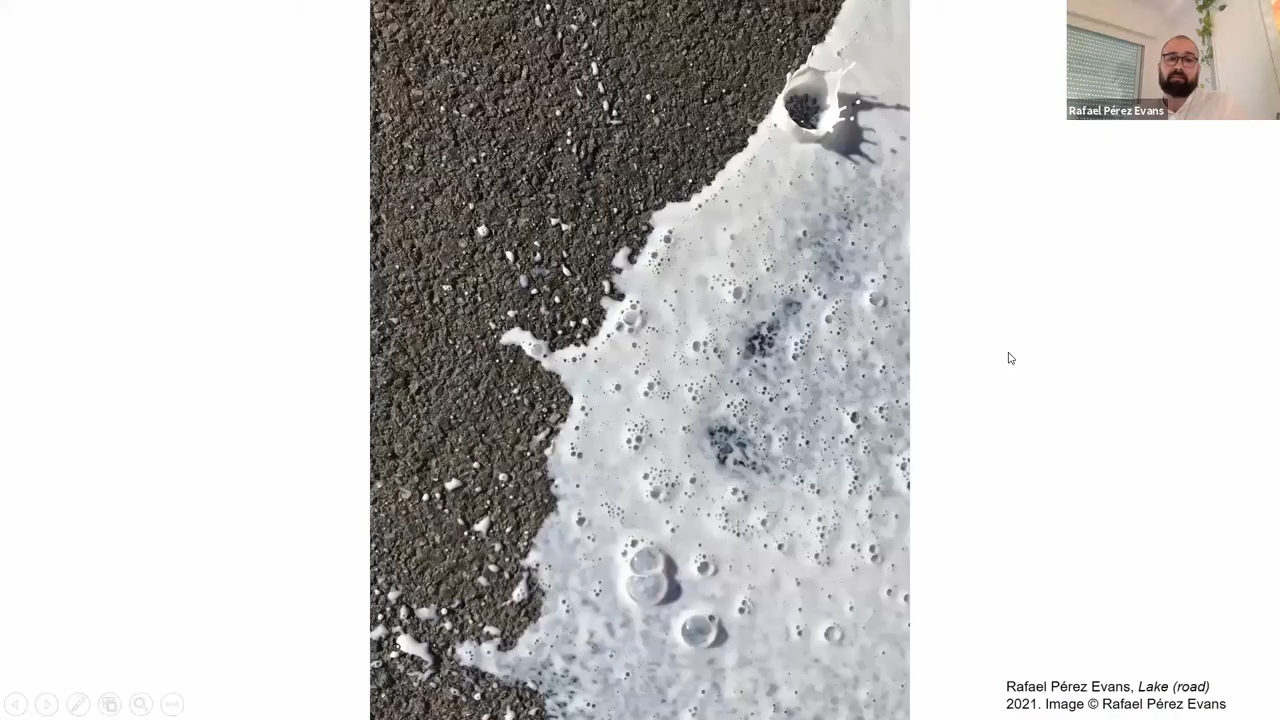 Rafael Pérez Evans
Rafael Pérez Evans, Lake (road)
2021. Image © Rafael Pérez Evans